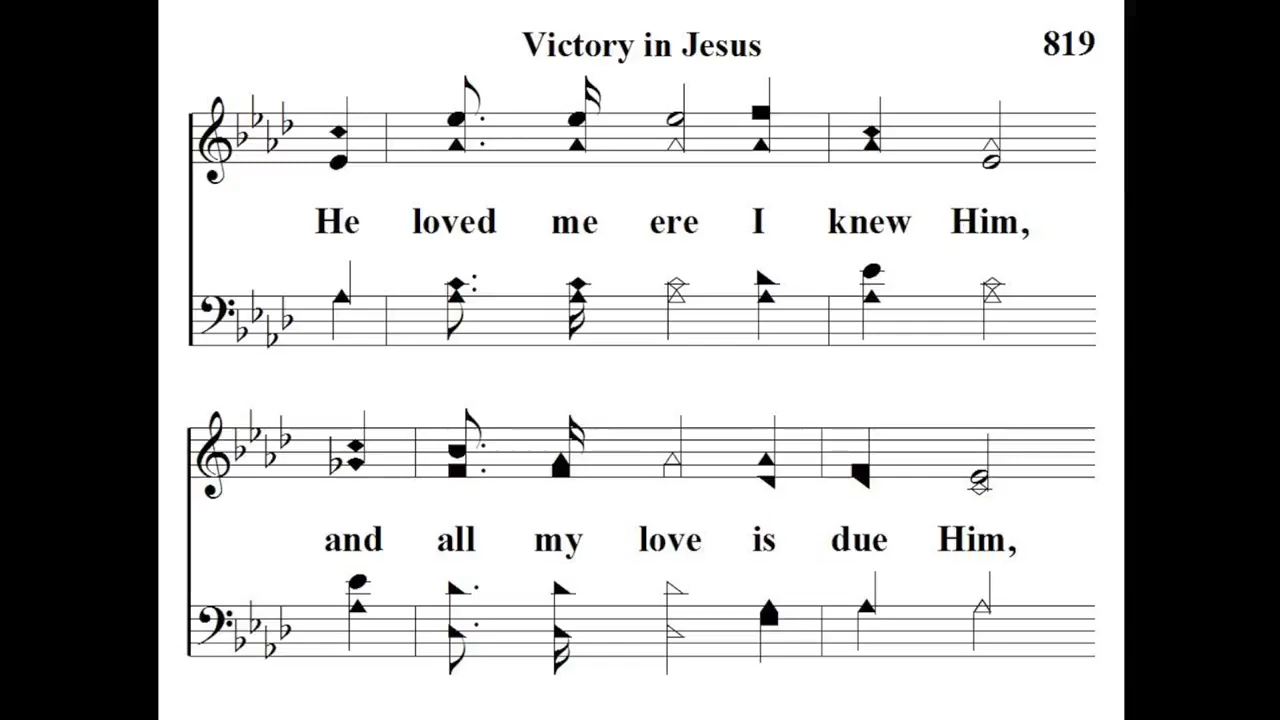 Victory in Jesus 819
He loved me ere I knew Him,
and all my love is due Him,